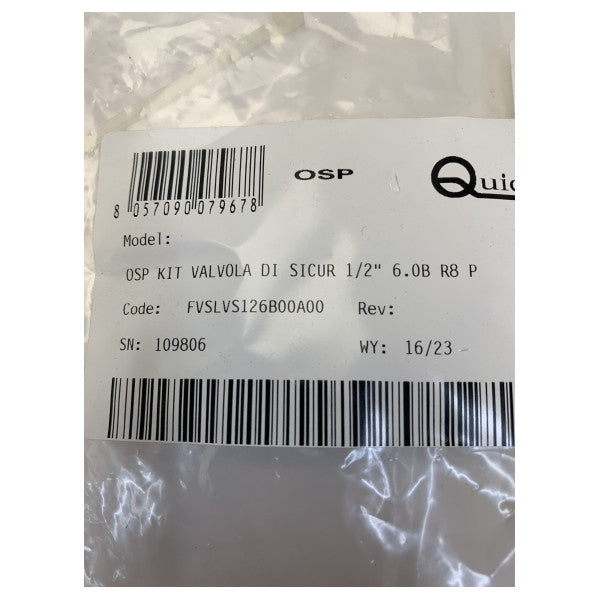 OSP
Quic
8 057090 079678
Model:
OSP KIT VALVOLA DI SICUR 1/2" 6.0B R8 P
Code: FVSLVS126B00A00 Rev:
SN: 109806 WY: 16/23